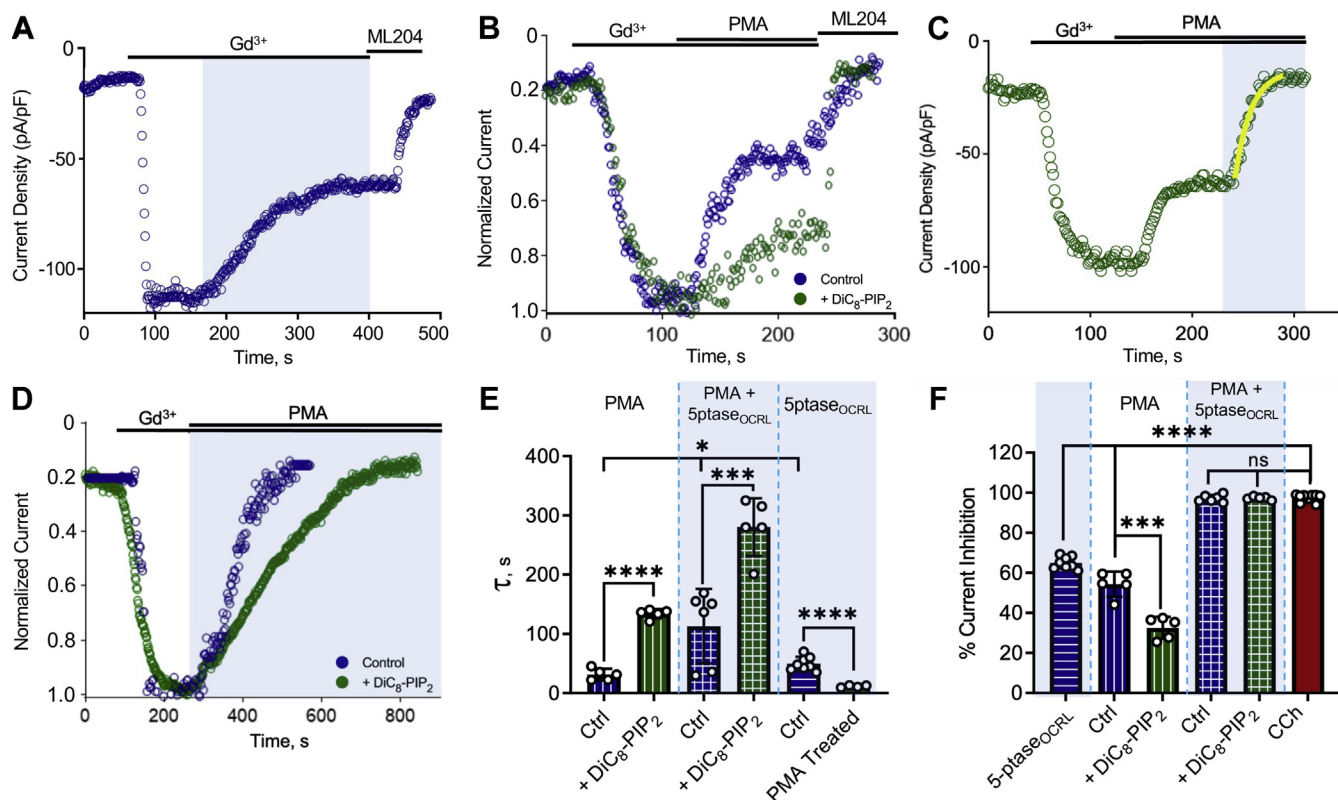 A
Gd³⁺
ML204
0
-50
-100
Current Density (pA/pF)
0 100 200 300 400 500
Time, s
B
Gd³⁺
PMA
ML204
0
0.2
0.4
0.6
0.8
1.0
Normalized Current
Control
+ DiC₈-PIP₂
0 100 200 300
Time, s
C
Gd³⁺
PMA
0
-50
-100
Current Density (pA/pF)
0 100 200 300
Time, s
D
Gd³⁺
PMA
0
0.2
0.4
0.6
0.8
1.0
Normalized Current
Control
+ DiC₈-PIP₂
0 200 400 600 800
Time, s
E
PMA
PMA +
5ptaseOCRL
5ptaseOCRL
*
***
****
****
400
300
200
100
0
τ, s
Ctrl
+ DiC₈-PIP₂
Ctrl
+ DiC₈-PIP₂
Ctrl
PMA Treated
F
PMA
PMA +
5ptaseOCRL
****
ns
***
120
100
80
60
40
20
0
% Current Inhibition
5-ptaseOCRL
Ctrl
+ DiC₈-PIP₂
Ctrl
+ DiC₈-PIP₂
CCh